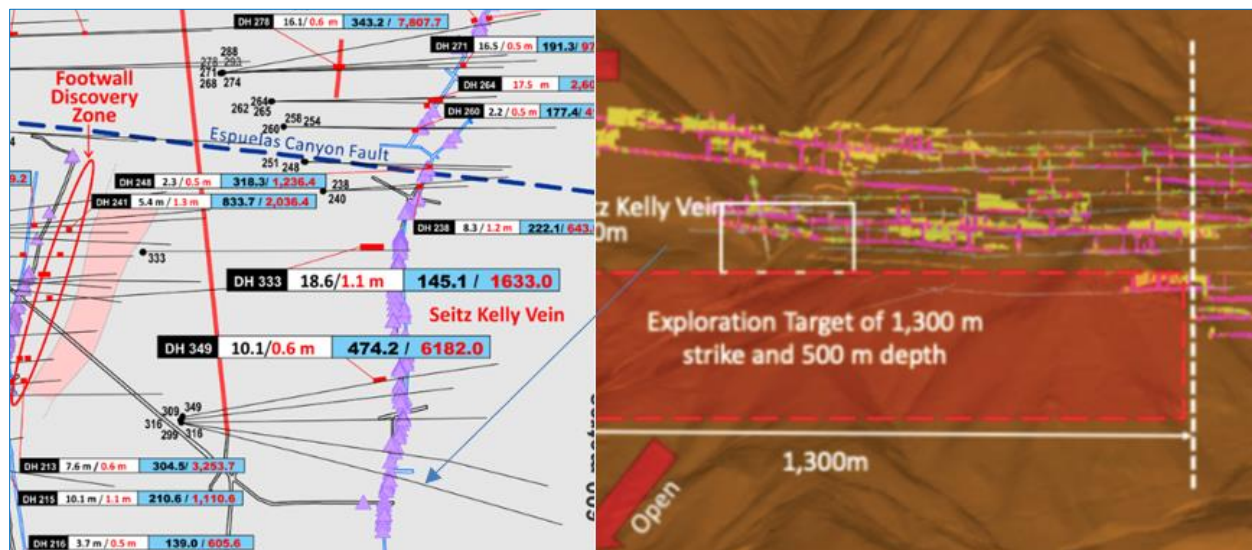 DH 278 16.1/0.6 m 343.2/ 7,807.7
288
278 293
271
268 274
DH 271 16.5 /0.5 m 191.3/
DH 264 17.5 m
264
262 265
DH 260 2.2 / 0.5 m 177.4/
258 254
260
Footwall
Discovery
Zone
Espuelas Canyon Fault
251
248
9.2
DH 248 2.3 / 0.5 m 318.3/ 1,236.4
238
240
DH 241 5.4 m / 1.3 m 833.7/ 2,036.4
DH 238 8.3/ 1.2 m 222.1/ 643.
333
DH 333 18.6/1.1 m 145.1 / 1633.0
Seitz Kelly Vein
DH 349 10.1/0.6 m 474.2/ 6182.0
309 349
316
299 316
DH 213 7.6 m / 0.6 m 304.5/ 3,253.7
DH 215 10.1 m / 1.1 m 210.6 / 1,110.6
DH 216 3.7 m / 0.5 m 139.0/ 605.6
tz Kelly Vein
0m
Exploration Target of 1,300 m
strike and 500 m depth
1,300m
Open